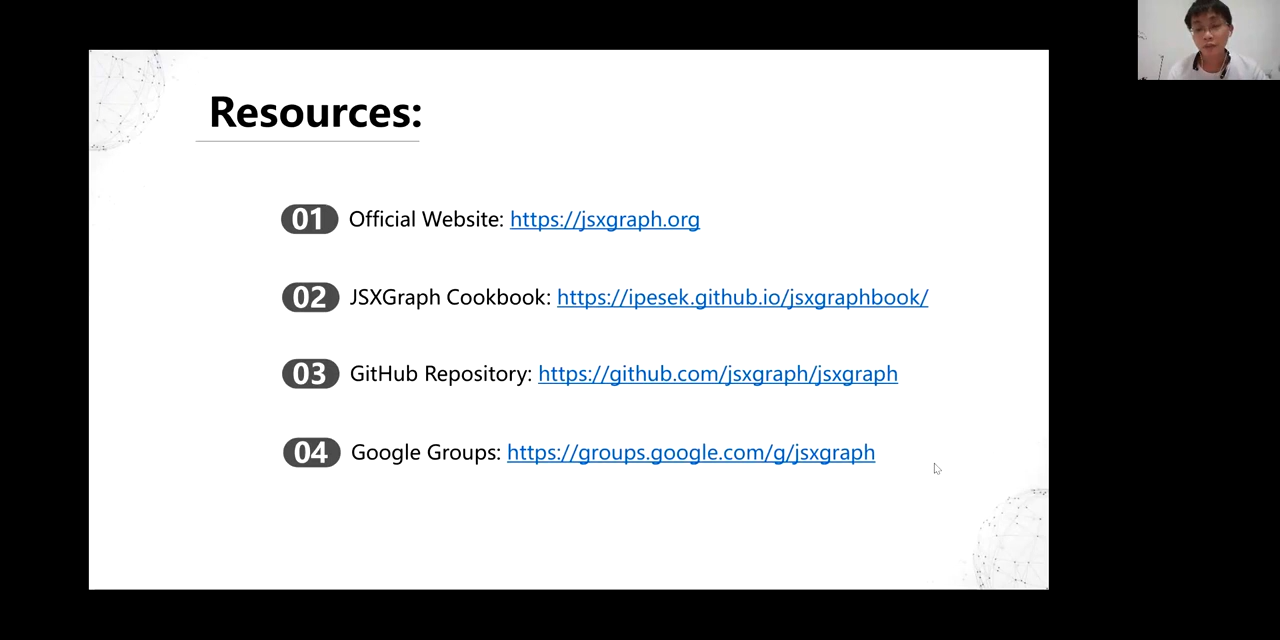 Resources:
01 Official Website: https://jsxgraph.org
02 JSXGraph Cookbook: https://ipesek.github.io/jsxgraphbook/
03 GitHub Repository: https://github.com/jsxgraph/jsxgraph
04 Google Groups: https://groups.google.com/g/jsxgraph